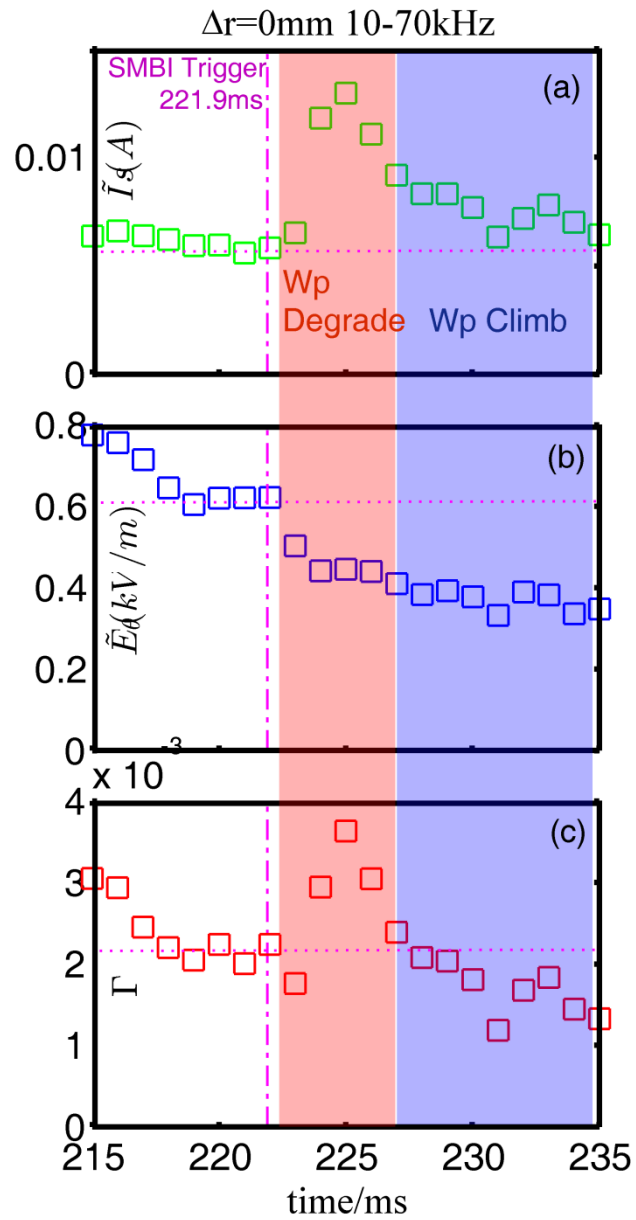 Δr=0mm 10-70kHz
SMBI Trigger
221.9ms
(a)
Ĩs(A)
0.01
0
Wp
Degrade
Wp Climb
(b)
Ẽθ(kV/m)
0.8
0.6
0.4
0.2
0
x 10
-3
(c)
Γ
4
3
2
1
0
215 220 225 230 235
time/ms